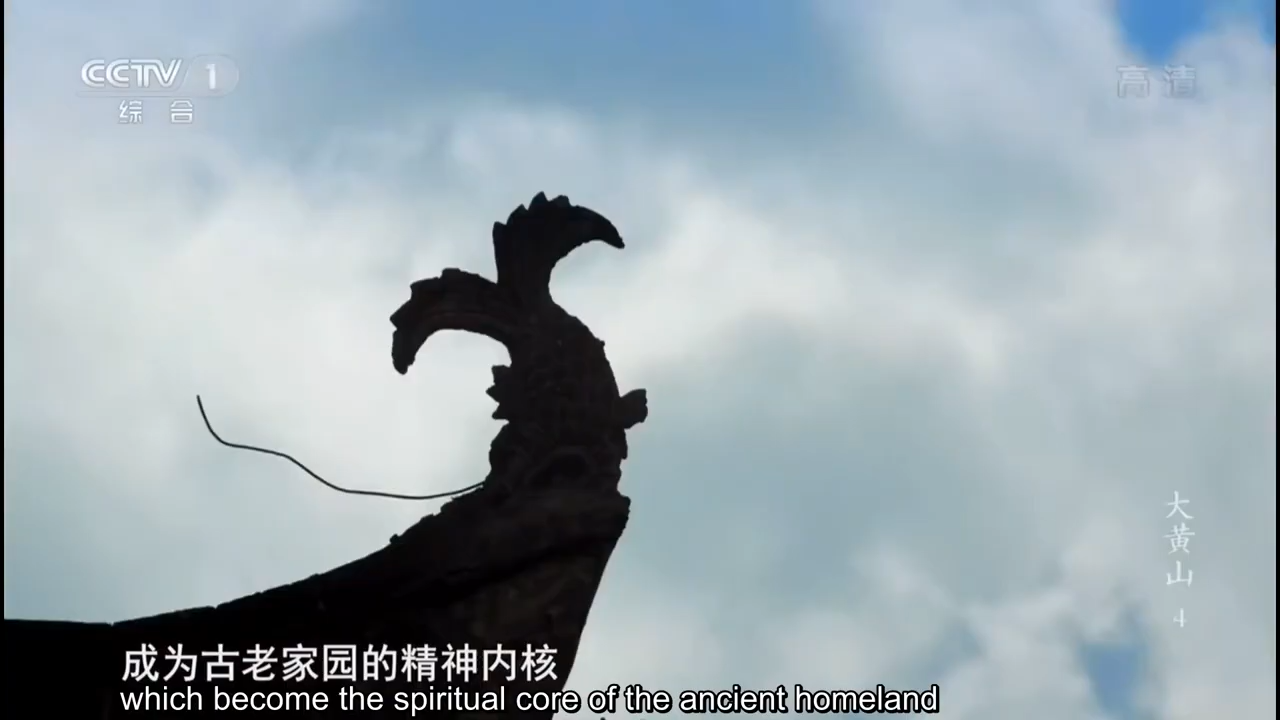 CCTV 1
综合
高清
大黄山 4
成为古老家园的精神内核
which become the spiritual core of the ancient homeland